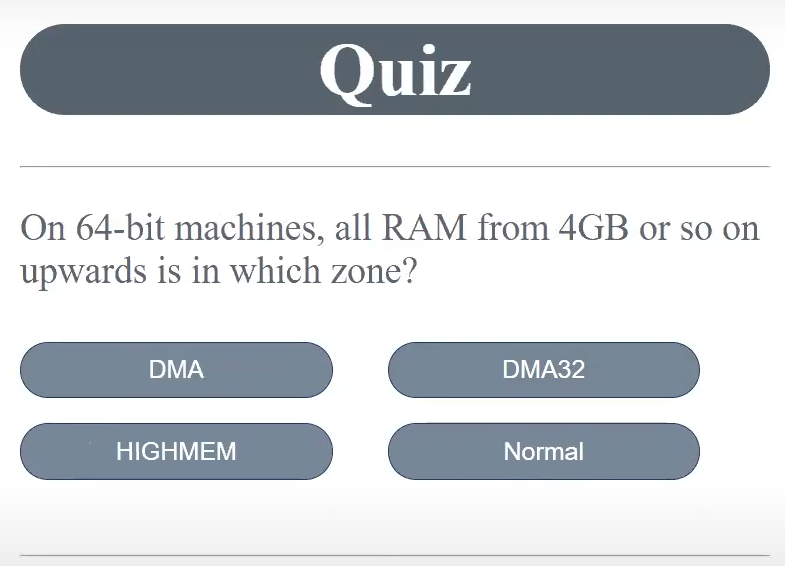 Quiz
On 64-bit machines, all RAM from 4GB or so on
upwards is in which zone?
DMA
DMA32
HIGHMEM
Normal